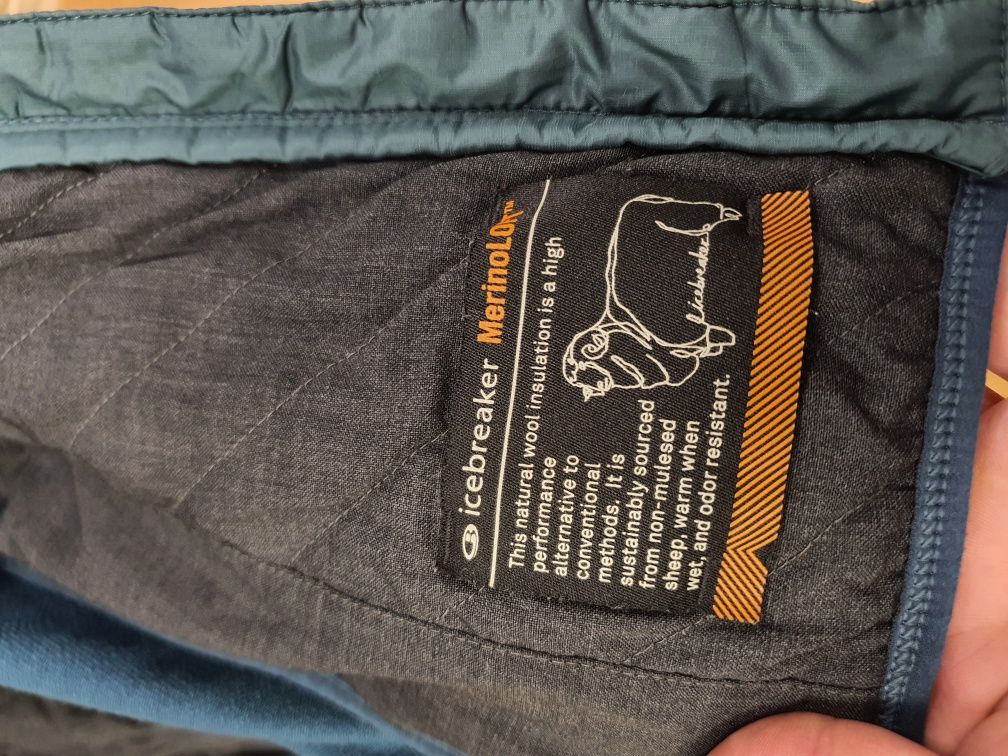 icebreaker MerinoLOFT™
This natural wool insulation is a high
performance
alternative to
conventional
methods. It is
sustainably sourced
from non-mulesed
sheep, warm when
wet, and odor resistant.
icebreaker